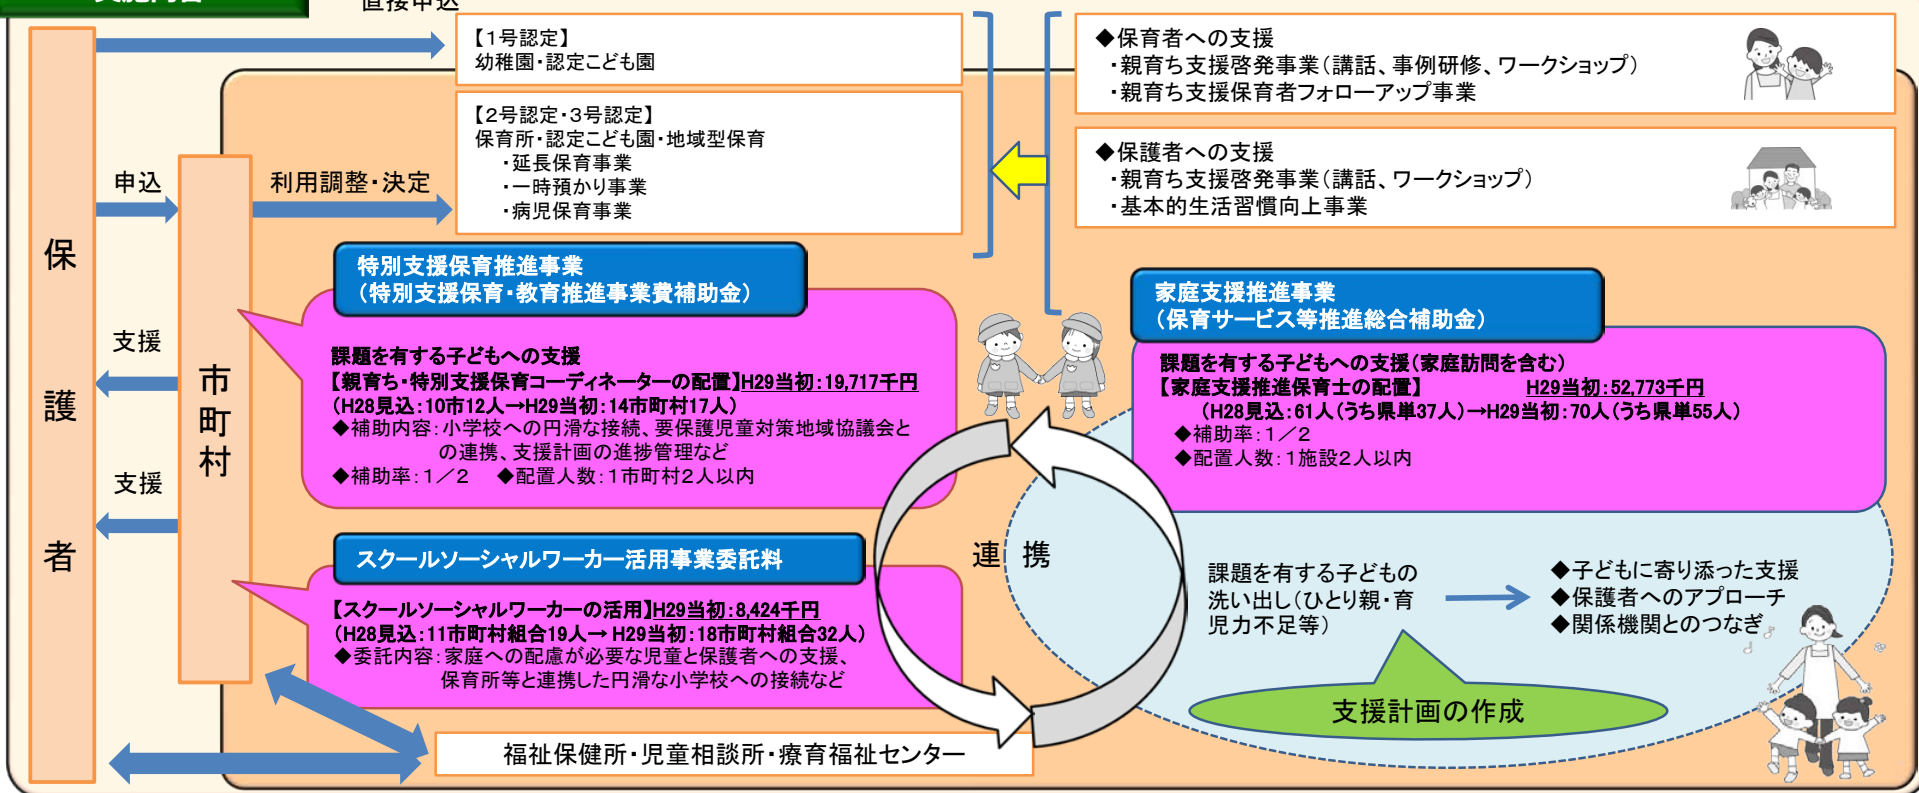 直接申込
【1号認定】
幼稚園・認定こども園
【2号認定・3号認定】
保育所・認定こども園・地域型保育
・延長保育事業
・一時預かり事業
・病児保育事業
◆保育者への支援
・親育ち支援啓発事業（講話、事例研修、ワークショップ）
・親育ち支援保育者フォローアップ事業
◆保護者への支援
・親育ち支援啓発事業（講話、ワークショップ）
・基本的生活習慣向上事業
保護者
申込
市町村
利用調整・決定
支援
支援
特別支援保育推進事業
（特別支援保育・教育推進事業費補助金）
課題を有する子どもへの支援
【親育ち・特別支援保育コーディネーターの配置】H29当初：19,717千円
（H28見込：10市12人→H29当初：14市町村17人）
◆補助内容：小学校への円滑な接続、要保護児童対策地域協議会と
の連携、支援計画の進捗管理など
◆補助率：1／2　◆配置人数：1市町村2人以内
家庭支援推進事業
（保育サービス等推進総合補助金）
課題を有する子どもへの支援（家庭訪問を含む）
【家庭支援推進保育士の配置】　H29当初：52,773千円
（H28見込：61人（うち県単37人）→H29当初：70人（うち県単55人）
◆補助率：1／2
◆配置人数：1施設2人以内
スクールソーシャルワーカー活用事業委託料
【スクールソーシャルワーカーの活用】H29当初：8,424千円
（H28見込：11市町村組合19人→ H29当初：18市町村組合32人）
◆委託内容：家庭への配慮が必要な児童と保護者への支援、
保育所等と連携した円滑な小学校への接続など
連携
課題を有する子どもの
洗い出し（ひとり親・育
児力不足等）
◆子どもに寄り添った支援
◆保護者へのアプローチ
◆関係機関とのつなぎ
支援計画の作成
福祉保健所・児童相談所・療育福祉センター